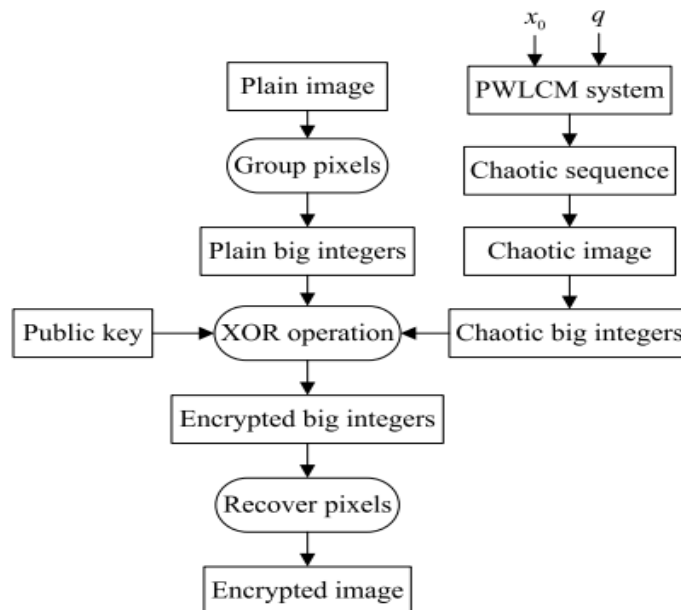 x₀ q
Plain image
PWLCM system
Group pixels
Chaotic sequence
Plain big integers
Chaotic image
Public key
XOR operation
Chaotic big integers
Encrypted big integers
Recover pixels
Encrypted image